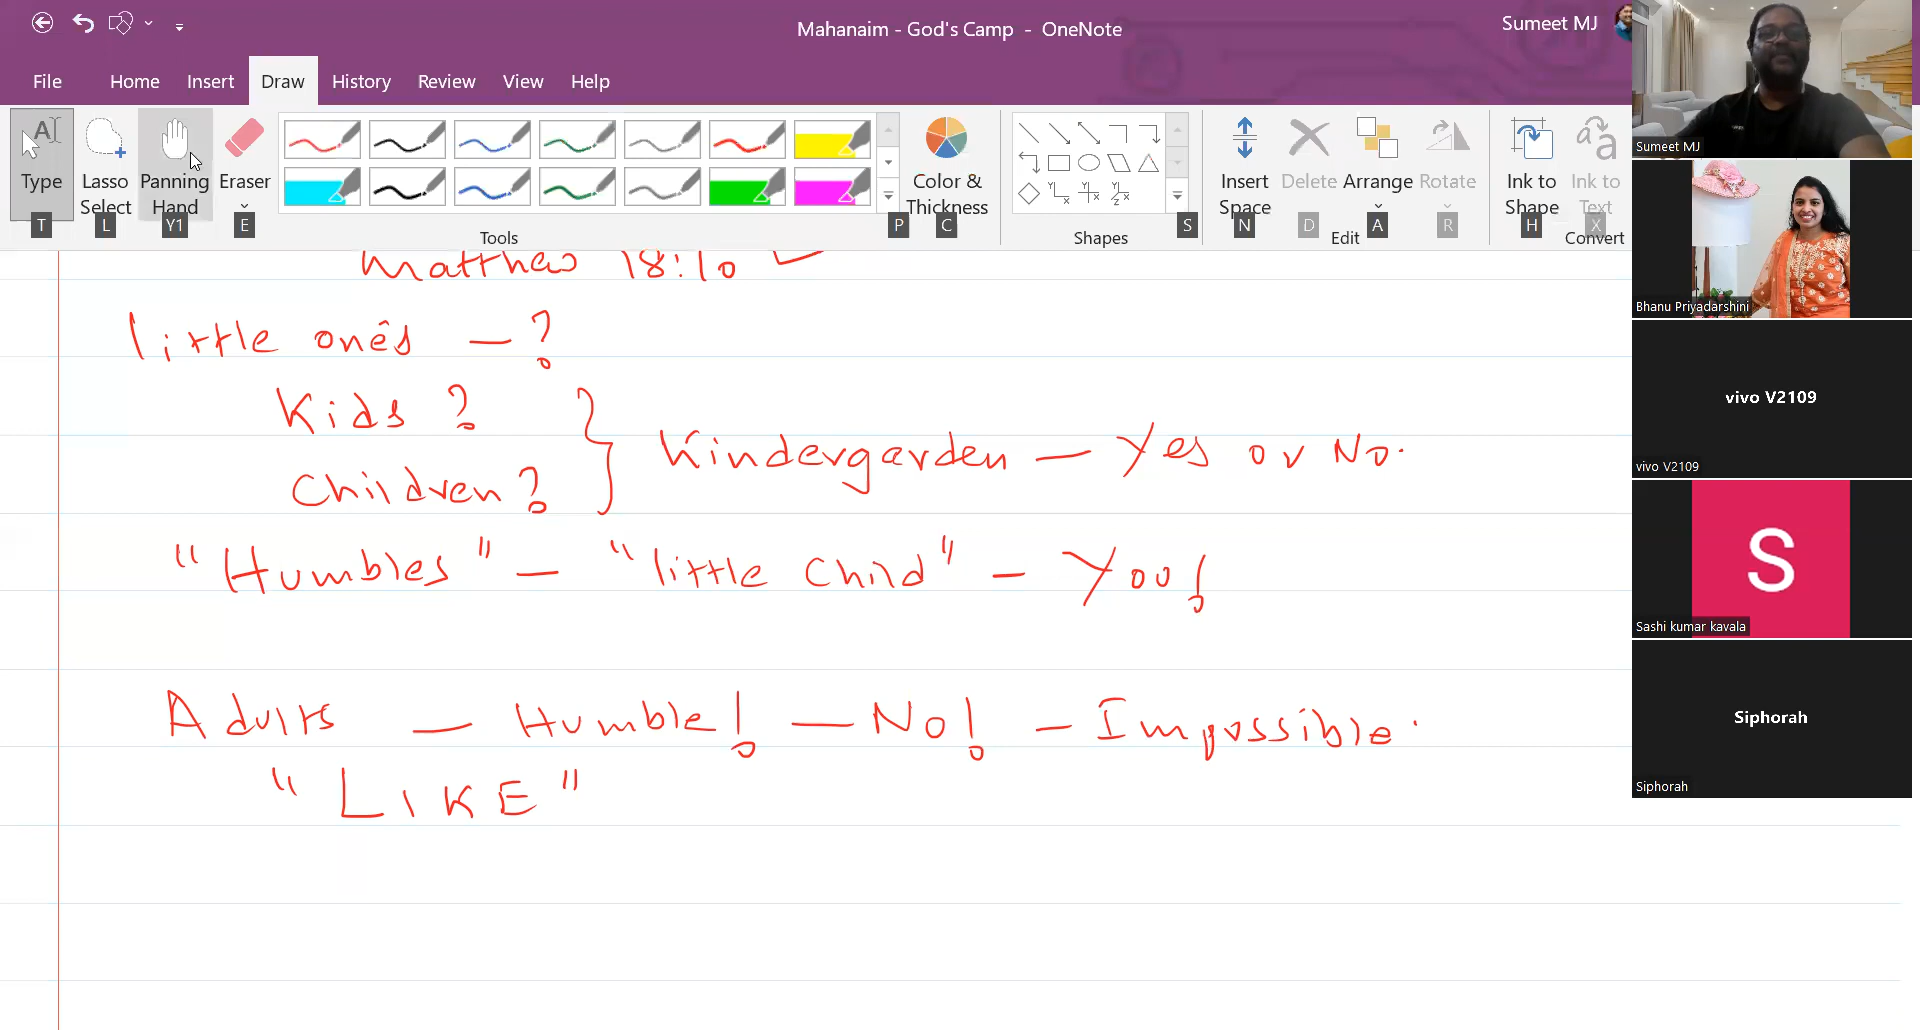 Mahanaim - God's Camp - OneNote
Sumeet MJ
File Home Insert Draw History Review View Help
Type
Lasso Select
Panning Hand
Eraser
Color & Thickness
Insert Space
Delete
Arrange
Rotate
Ink to Shape
Ink to Text
T L Y1 E P C S N D A R H X
Tools Shapes Edit Convert
Matthew 18:10
little ones - ?
Kids ?
Children ?
} Kindergarden - Yes or No.
"Humbles" - "little child" - You!
Adults - Humble! - No! - Impossible.
"LIKE"
Sumeet MJ
Bhanu Priyadarshini
vivo V2109
vivo V2109
S
Sashi kumar kavala
Siphorah
Siphorah